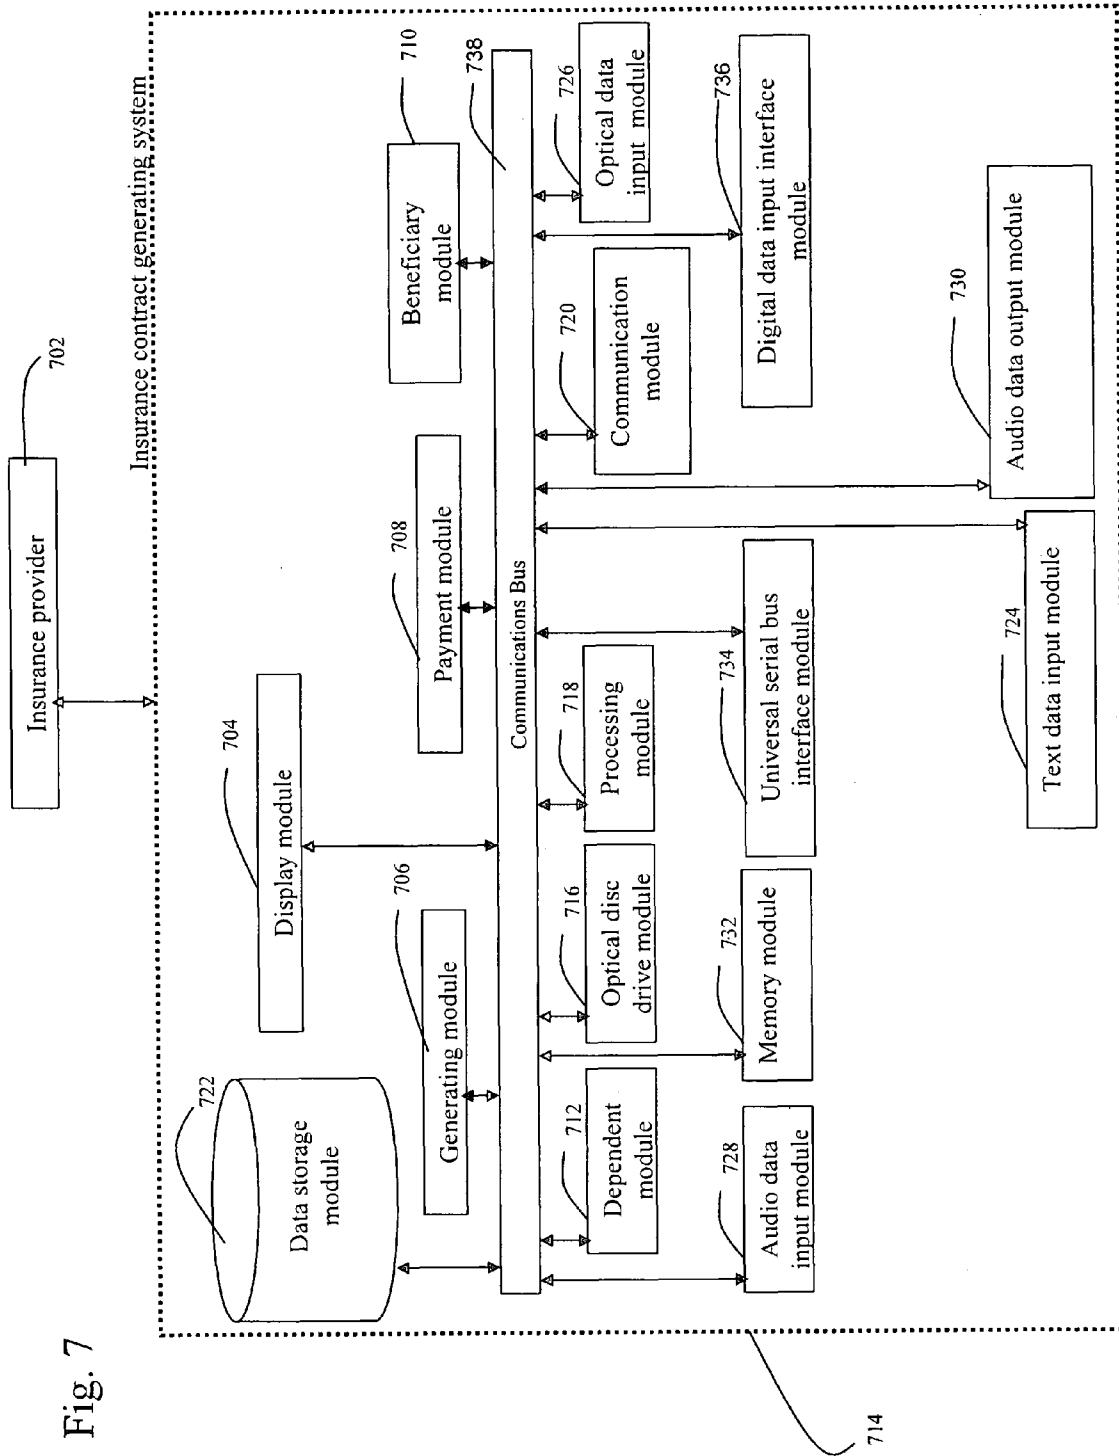 Fig. 7
Insurance provider
702
Insurance contract generating system
714
722
Data storage
module
Display module
704
Generating module
706
Payment module
708
Beneficiary
module
710
Communications Bus
738
Dependent
module
712
Optical disc
drive module
716
Processing
module
718
Communication
module
720
Optical data
input module
726
Audio data
input module
728
Memory module
732
Universal serial bus
interface module
734
Digital data input interface
module
736
Text data input module
724
Audio data output module
730